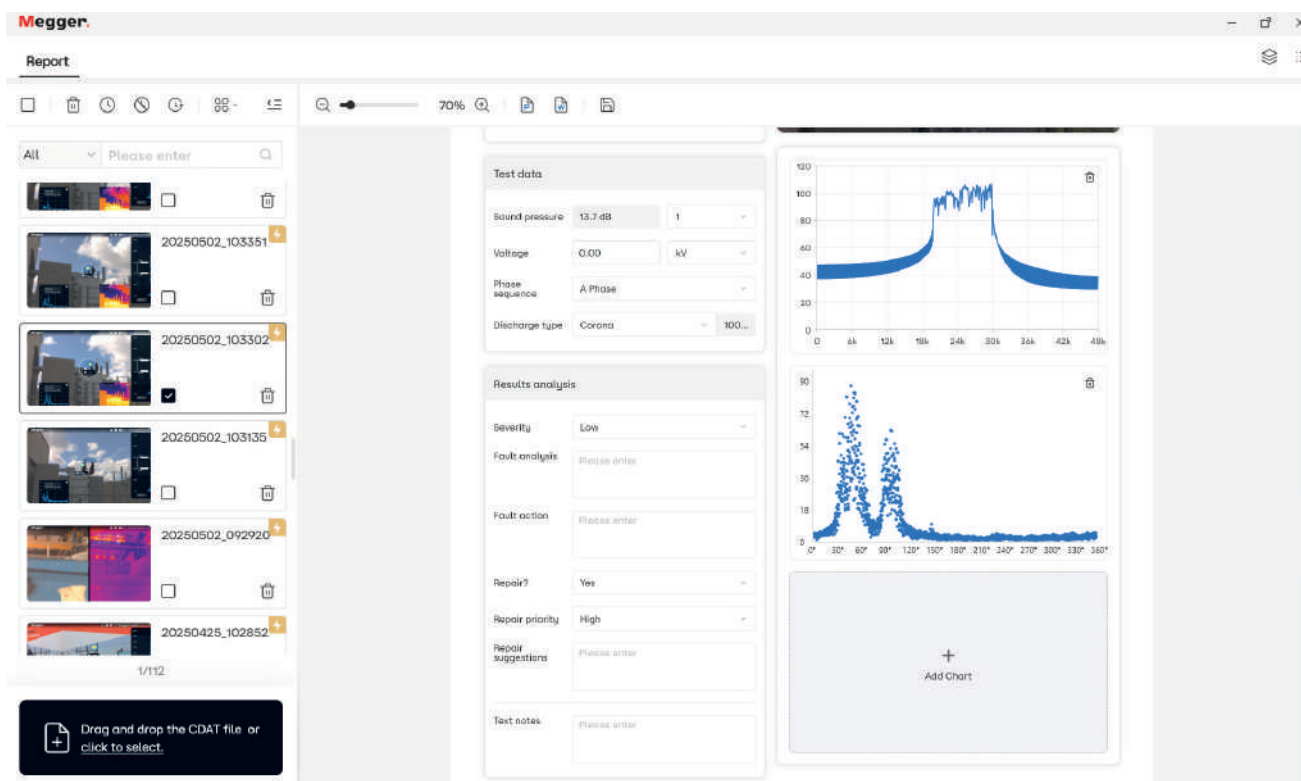 Megger.
Report
70%
All Please enter
20250502_103351
20250502_103302
20250502_103135
20250502_092920
20250425_102852
1/112
Drag and drop the CDAT file or
click to select.
Test data
Sound pressure 13.7 dB 1
Voltage 0.00 kV
Phase
sequence A Phase
Discharge type Corona 100...
Results analysis
Severity Low
Fault analysis Please enter
Fault action Please enter
Repair? Yes
Repair priority High
Repair
suggestions Please enter
Text notes Please enter
120
100
80
60
40
20
0
0 6k 12k 18k 24k 30k 36k 42k 48k
90
72
54
30
18
0
0° 30° 60° 90° 120° 150° 180° 210° 240° 270° 300° 330° 360°
Add Chart